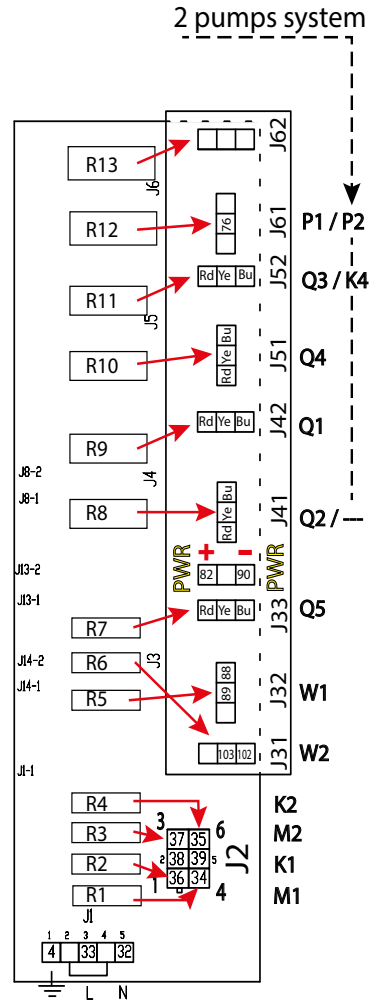 2 pumps system
R13 J62
J6
R12 76 J61 P1 / P2
R11 Rd Ye Bu J52 Q3 / K4
J5
R10 Rd Ye Bu J51 Q4
R9 Rd Ye Bu J42 Q1
J8-2 J4
J8-1
R8 Rd Ye Bu J41 Q2 / ---
+ -
J13-2 PWR 82 90 PWR
J13-1
R7 Rd Ye Bu J33 Q5
J14-2 R6 J3
J14-1 R5 89 88 J32 W1
103 102 J31 W2
J1-1
R4 K2
3 6
R3 37 35 M2
2 38 39 5 J2
R2 36 34 K1
1 4
R1 M1
J1
1 2 3 4 5
4 33 32
L N